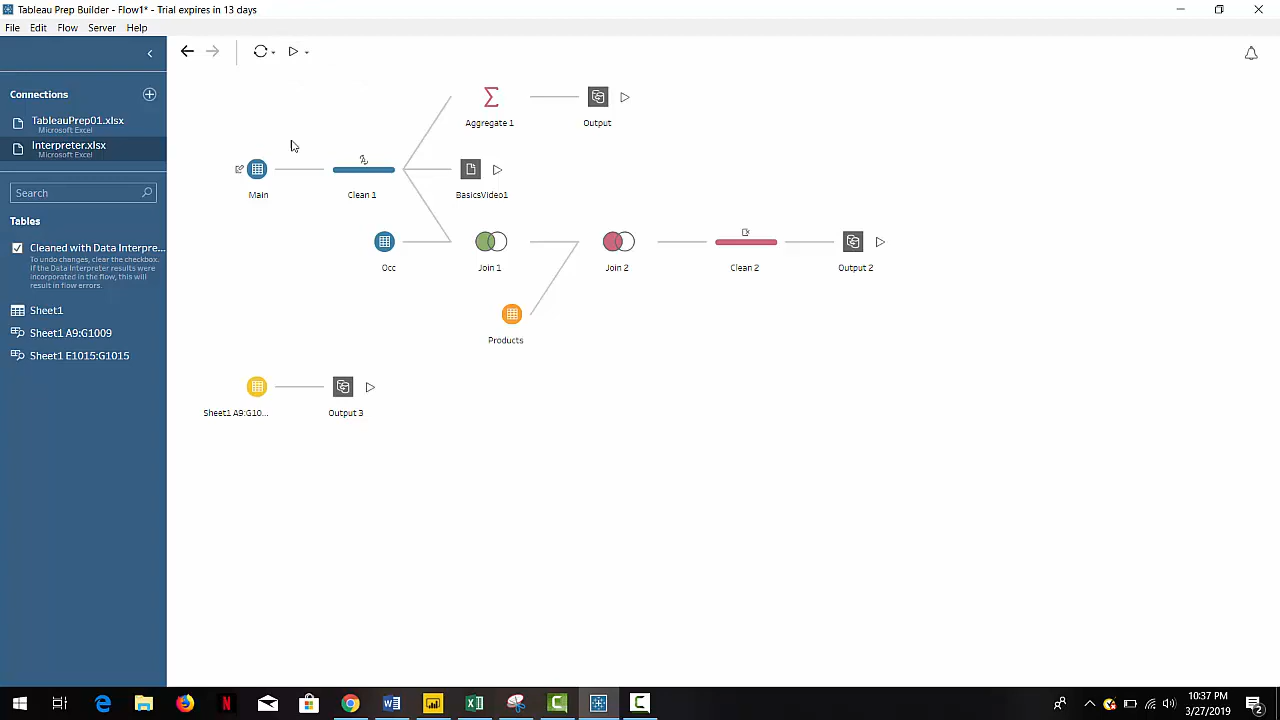 Tableau Prep Builder - Flow1* - Trial expires in 13 days
File Edit Flow Server Help
Connections
TableauPrep01.xlsx
Microsoft Excel
Interpreter.xlsx
Microsoft Excel
Search
Tables
Cleaned with Data Interpre...
To undo changes, clear the checkbox.
If the Data Interpreter results were
incorporated in the flow, this will
result in flow errors.
Sheet1
Sheet1 A9:G1009
Sheet1 E1015:G1015
Aggregate 1
Output
Main
Clean 1
BasicsVideo1
Occ
Join 1
Join 2
Clean 2
Output 2
Products
Sheet1 A9:G10...
Output 3
10:37 PM
3/27/2019
2